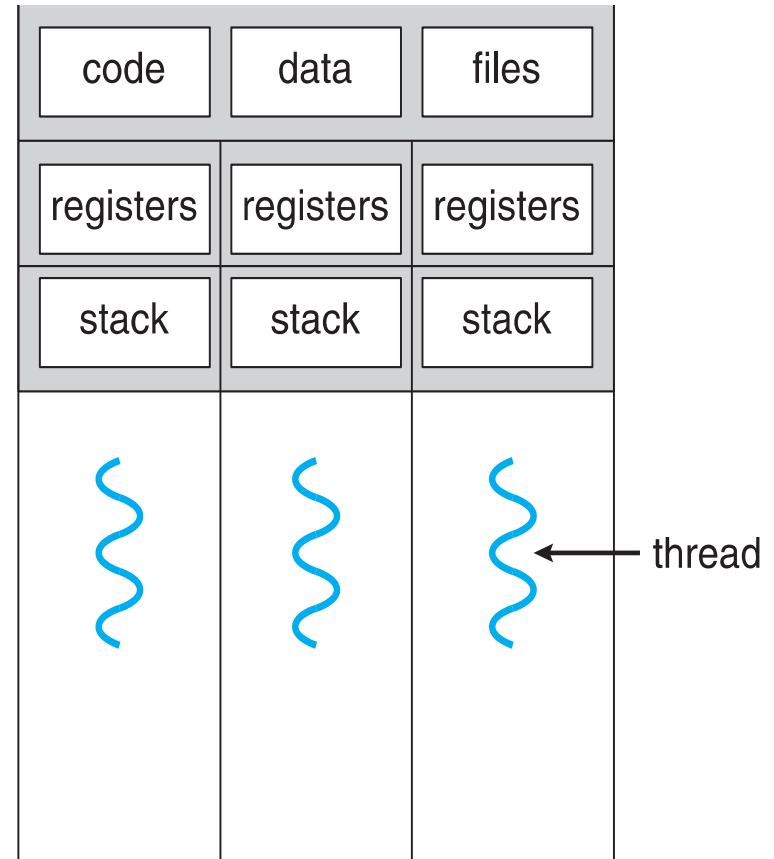 code data files
registers registers registers
stack stack stack
thread